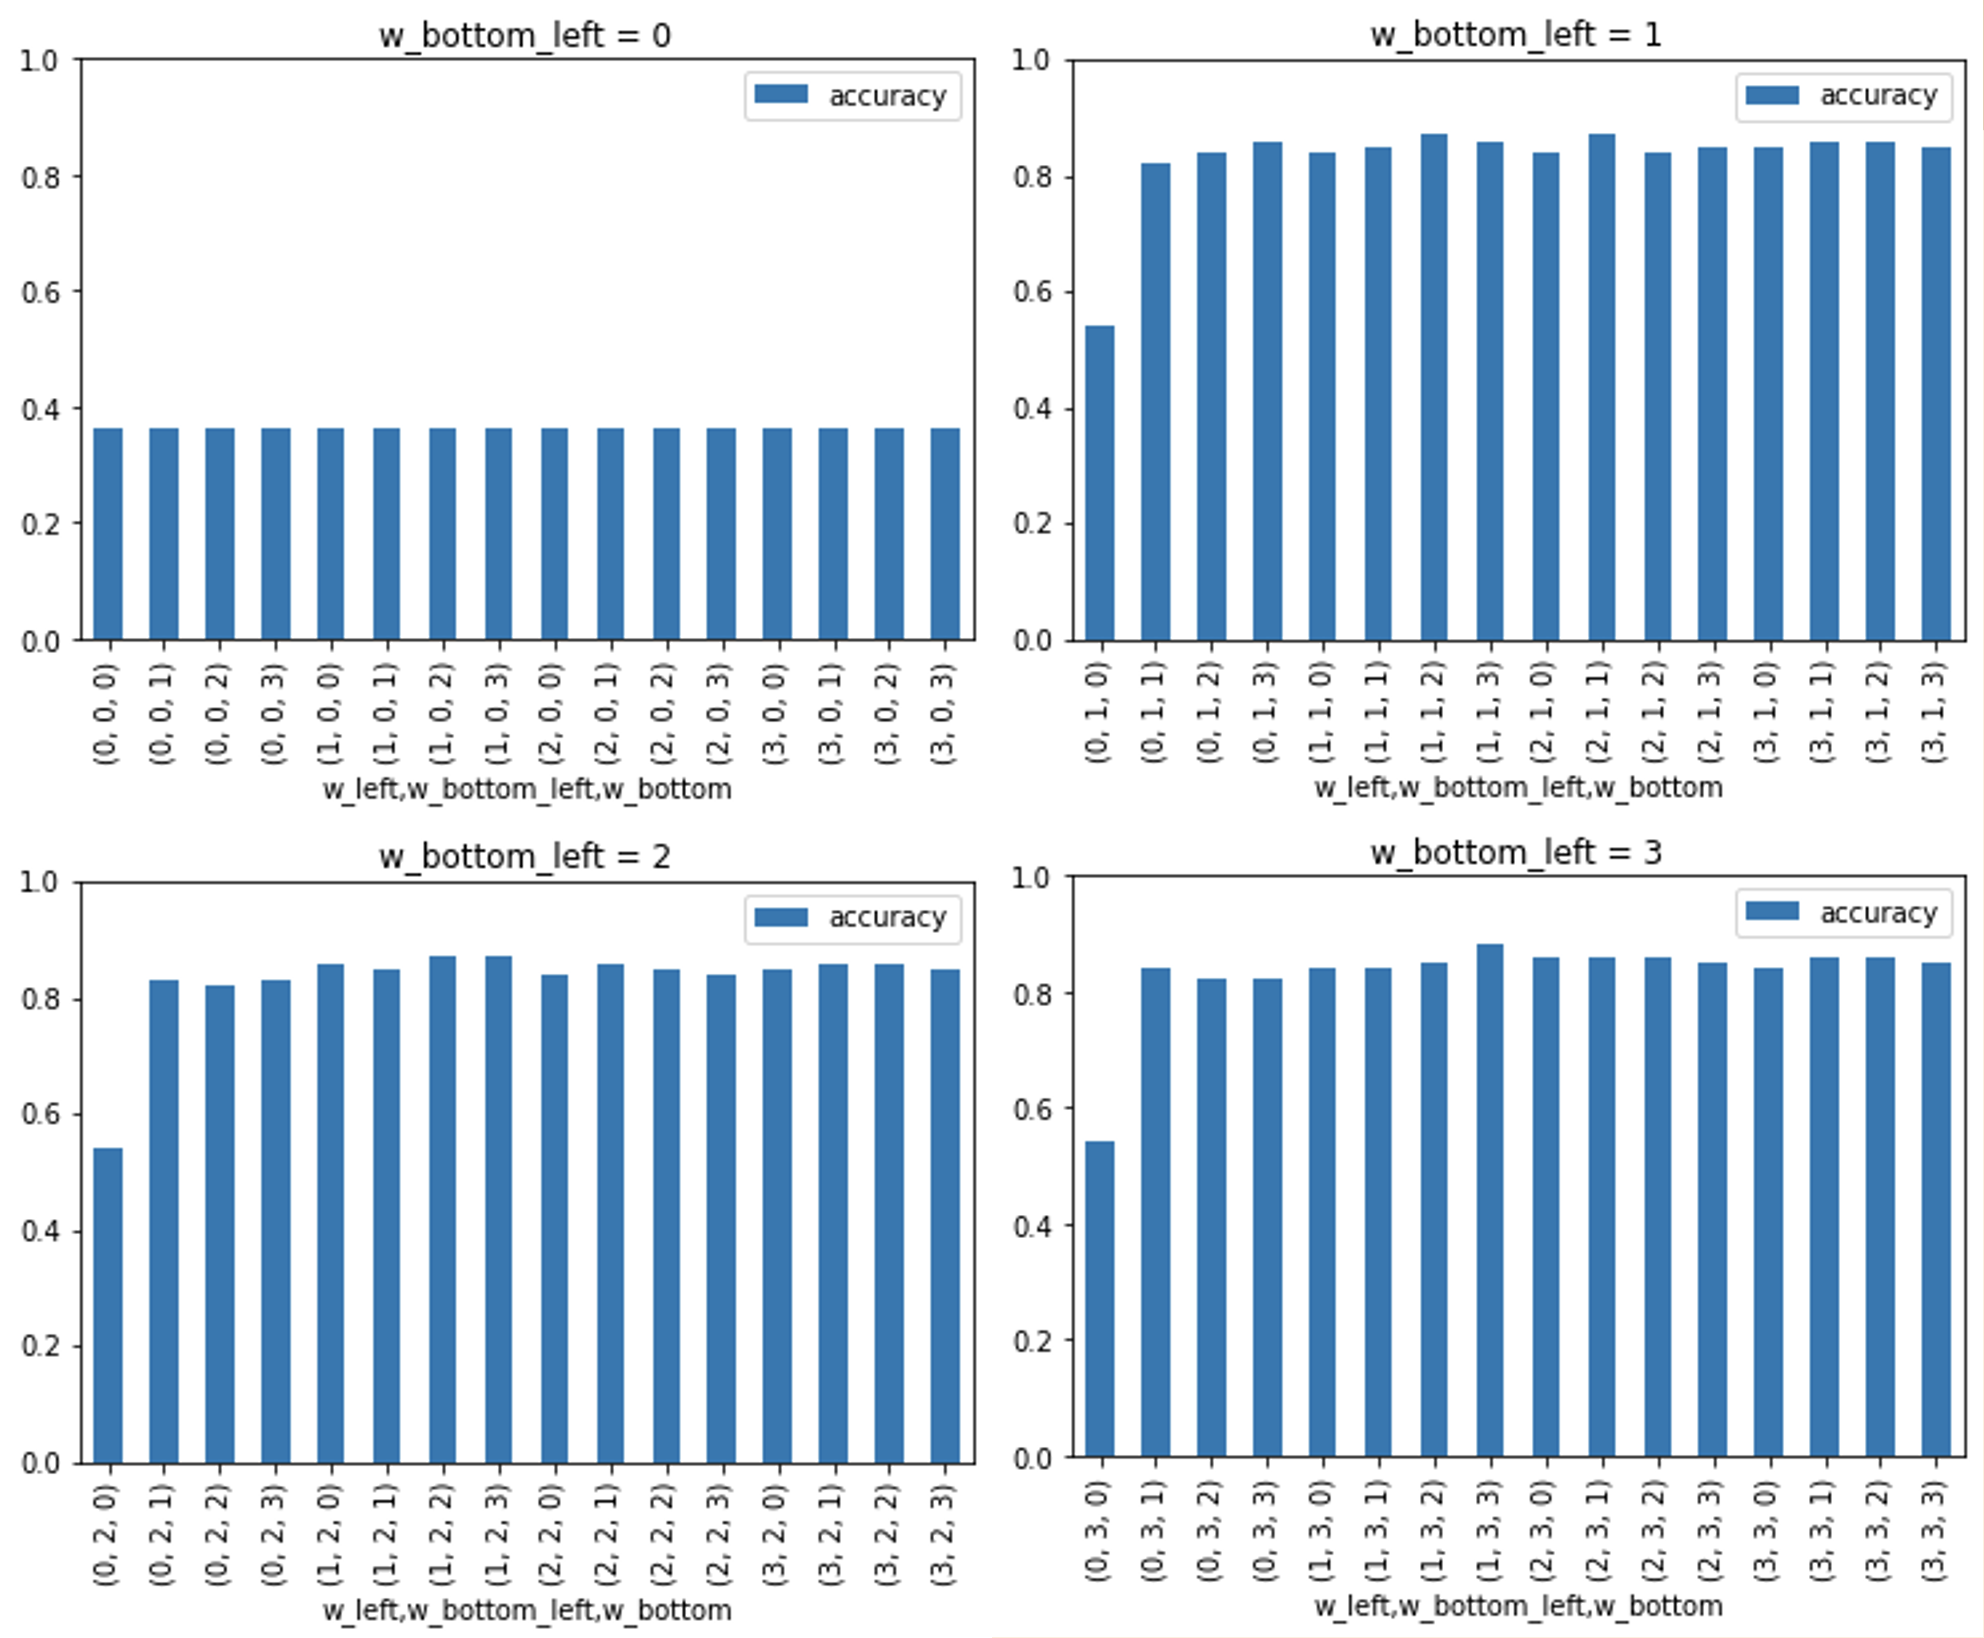 w_bottom_left = 0
1.0
0.8
0.6
0.4
0.2
0.0
accuracy
(0, 0, 0)
(0, 0, 1)
(0, 0, 2)
(0, 0, 3)
(1, 0, 0)
(1, 0, 1)
(1, 0, 2)
(1, 0, 3)
(2, 0, 0)
(2, 0, 1)
(2, 0, 2)
(2, 0, 3)
(3, 0, 0)
(3, 0, 1)
(3, 0, 2)
(3, 0, 3)
w_left,w_bottom_left,w_bottom
w_bottom_left = 1
1.0
0.8
0.6
0.4
0.2
0.0
accuracy
(0, 1, 0)
(0, 1, 1)
(0, 1, 2)
(0, 1, 3)
(1, 1, 0)
(1, 1, 1)
(1, 1, 2)
(1, 1, 3)
(2, 1, 0)
(2, 1, 1)
(2, 1, 2)
(2, 1, 3)
(3, 1, 0)
(3, 1, 1)
(3, 1, 2)
(3, 1, 3)
w_left,w_bottom_left,w_bottom
w_bottom_left = 2
1.0
0.8
0.6
0.4
0.2
0.0
accuracy
(0, 2, 0)
(0, 2, 1)
(0, 2, 2)
(0, 2, 3)
(1, 2, 0)
(1, 2, 1)
(1, 2, 2)
(1, 2, 3)
(2, 2, 0)
(2, 2, 1)
(2, 2, 2)
(2, 2, 3)
(3, 2, 0)
(3, 2, 1)
(3, 2, 2)
(3, 2, 3)
w_left,w_bottom_left,w_bottom
w_bottom_left = 3
1.0
0.8
0.6
0.4
0.2
0.0
accuracy
(0, 3, 0)
(0, 3, 1)
(0, 3, 2)
(0, 3, 3)
(1, 3, 0)
(1, 3, 1)
(1, 3, 2)
(1, 3, 3)
(2, 3, 0)
(2, 3, 1)
(2, 3, 2)
(2, 3, 3)
(3, 3, 0)
(3, 3, 1)
(3, 3, 2)
(3, 3, 3)
w_left,w_bottom_left,w_bottom